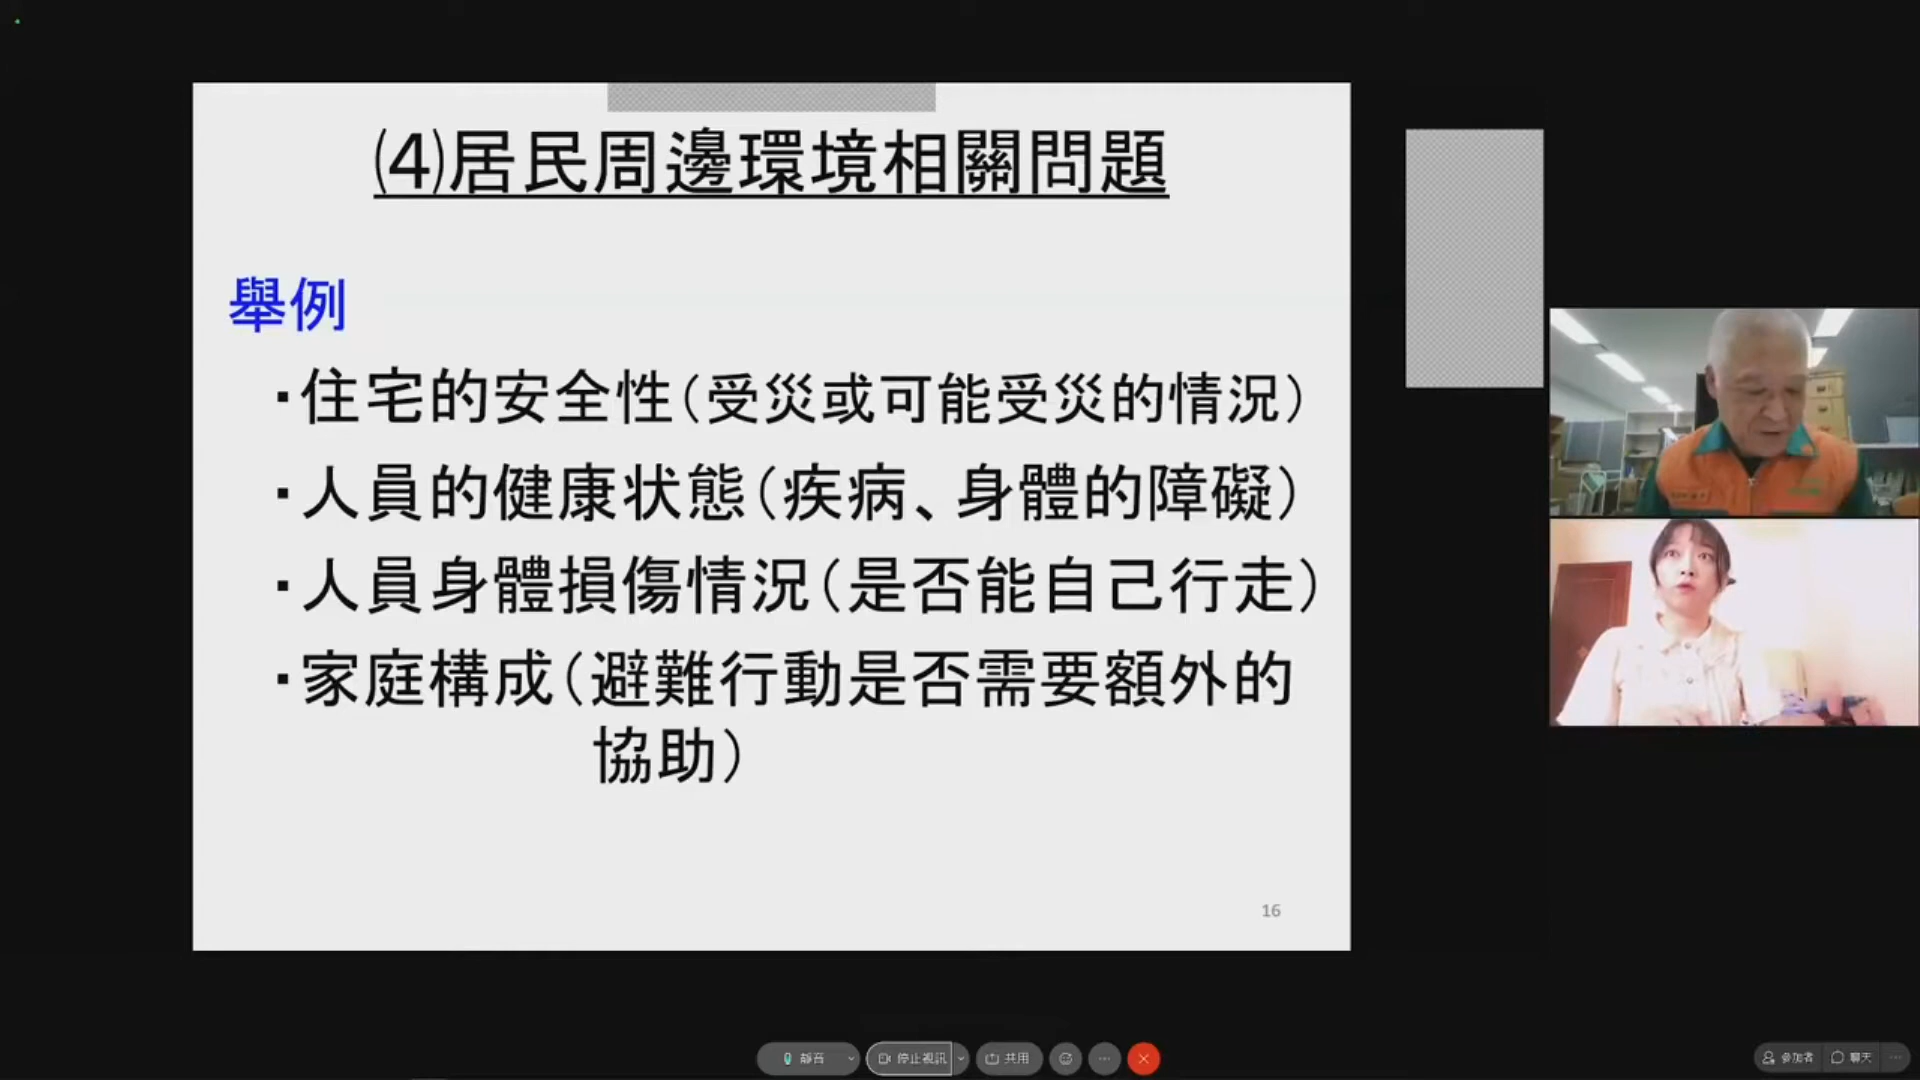 ⑷居民周邊環境相關問題
舉例
・住宅的安全性（受災或可能受災的情況）
・人員的健康状態（疾病、身體的障礙）
・人員身體損傷情況（是否能自己行走）
・家庭構成（避難行動是否需要額外的
協助）
16
靜音
停止視訊
共用
參加者
聊天